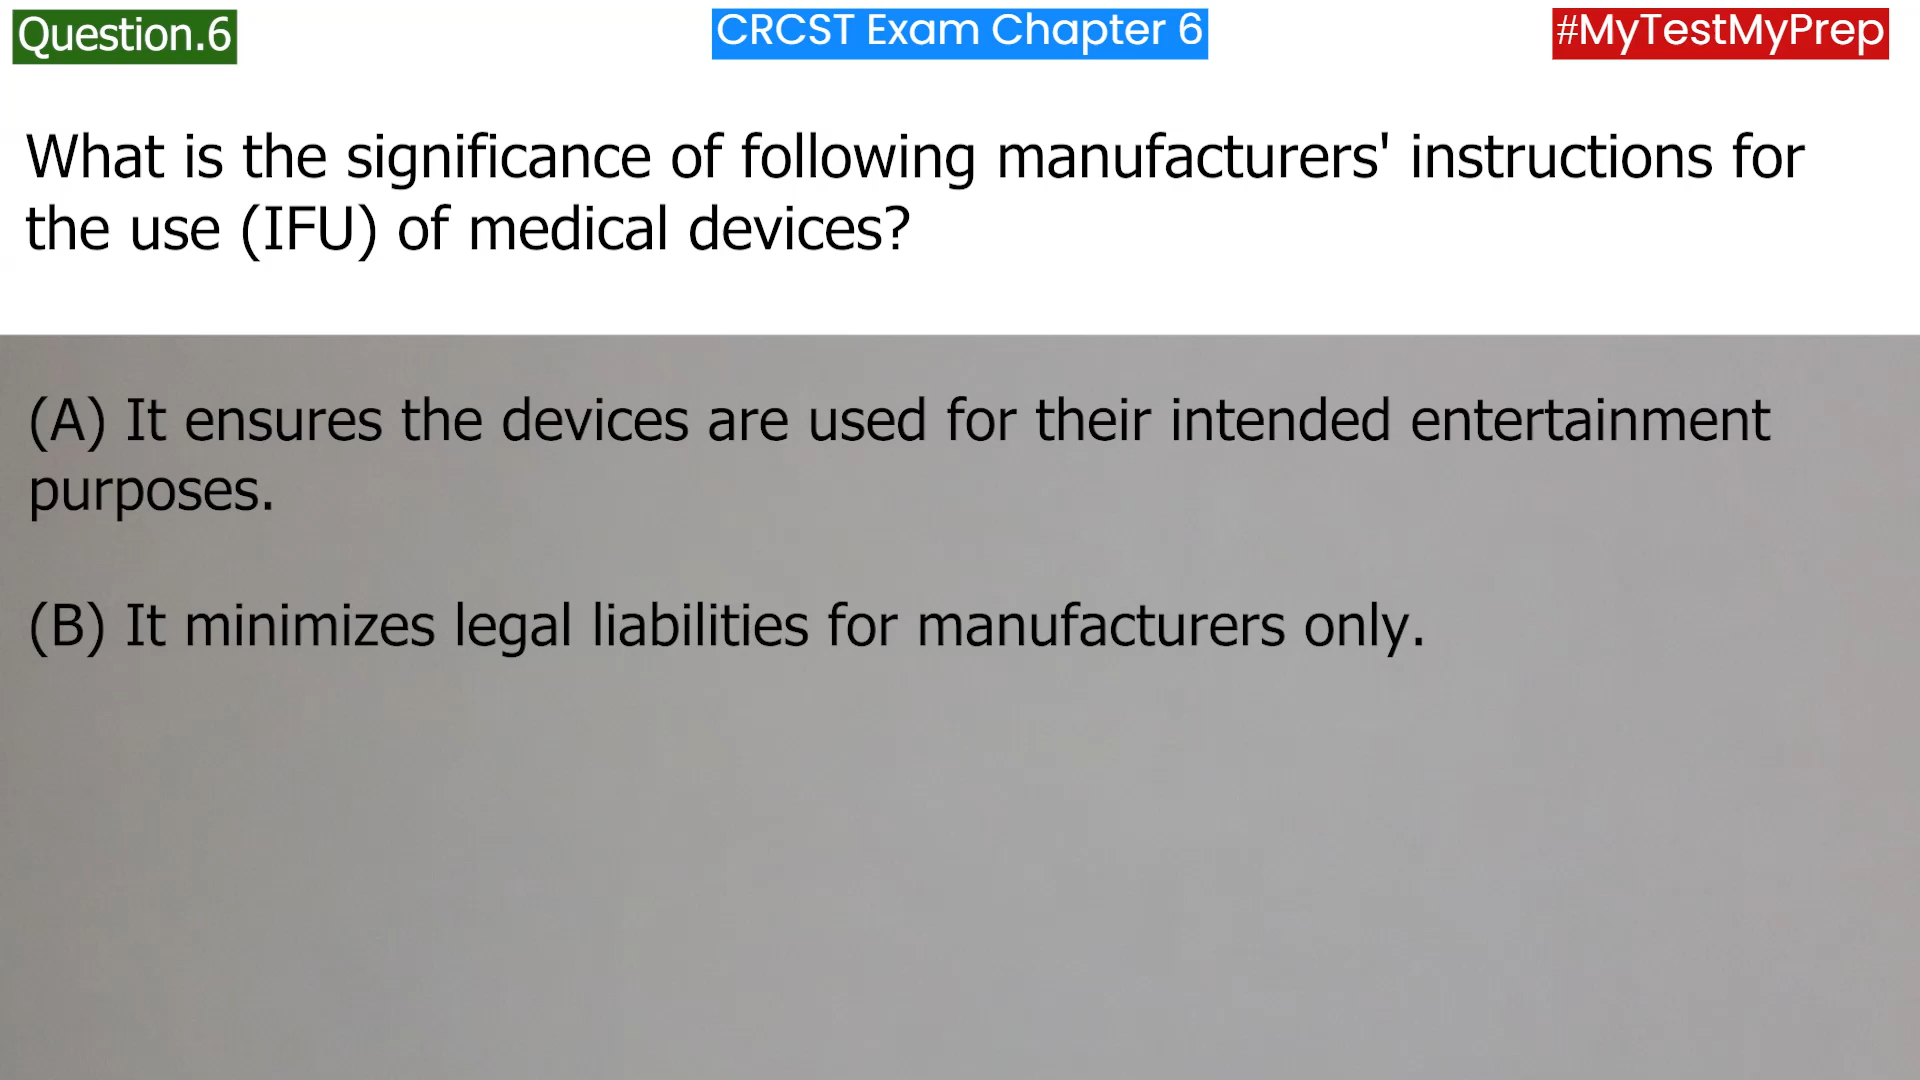 Question.6
CRCST Exam Chapter 6
#MyTestMyPrep
What is the significance of following manufacturers' instructions for
the use (IFU) of medical devices?
(A) It ensures the devices are used for their intended entertainment
purposes.
(B) It minimizes legal liabilities for manufacturers only.